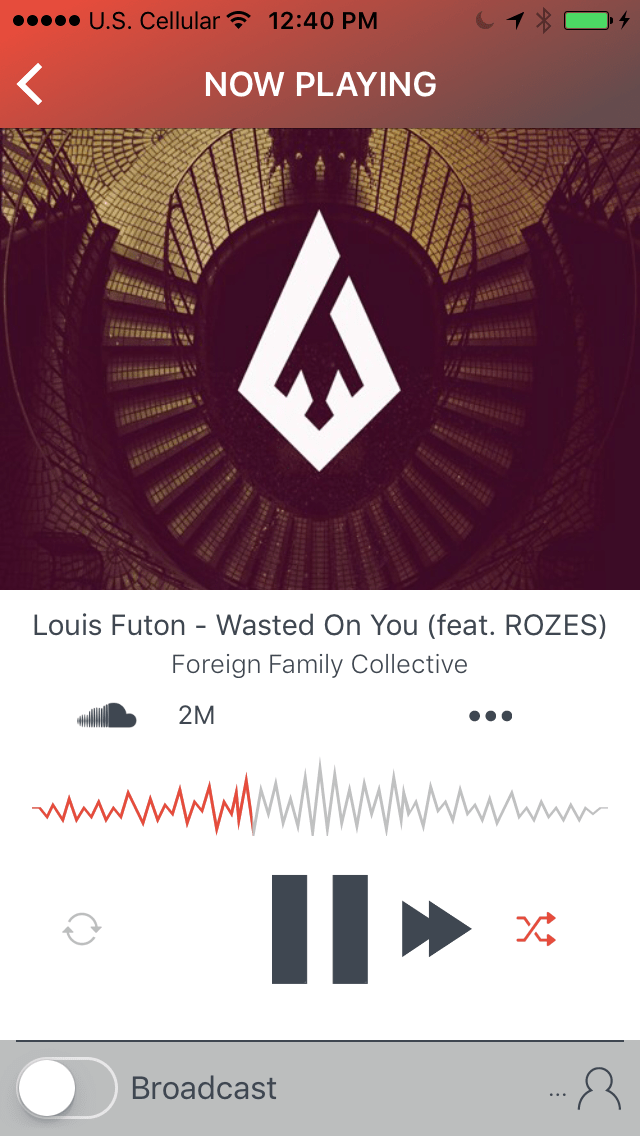 U.S. Cellular 12:40 PM
NOW PLAYING
Louis Futon - Wasted On You (feat. ROZES)
Foreign Family Collective
2M
Broadcast ...